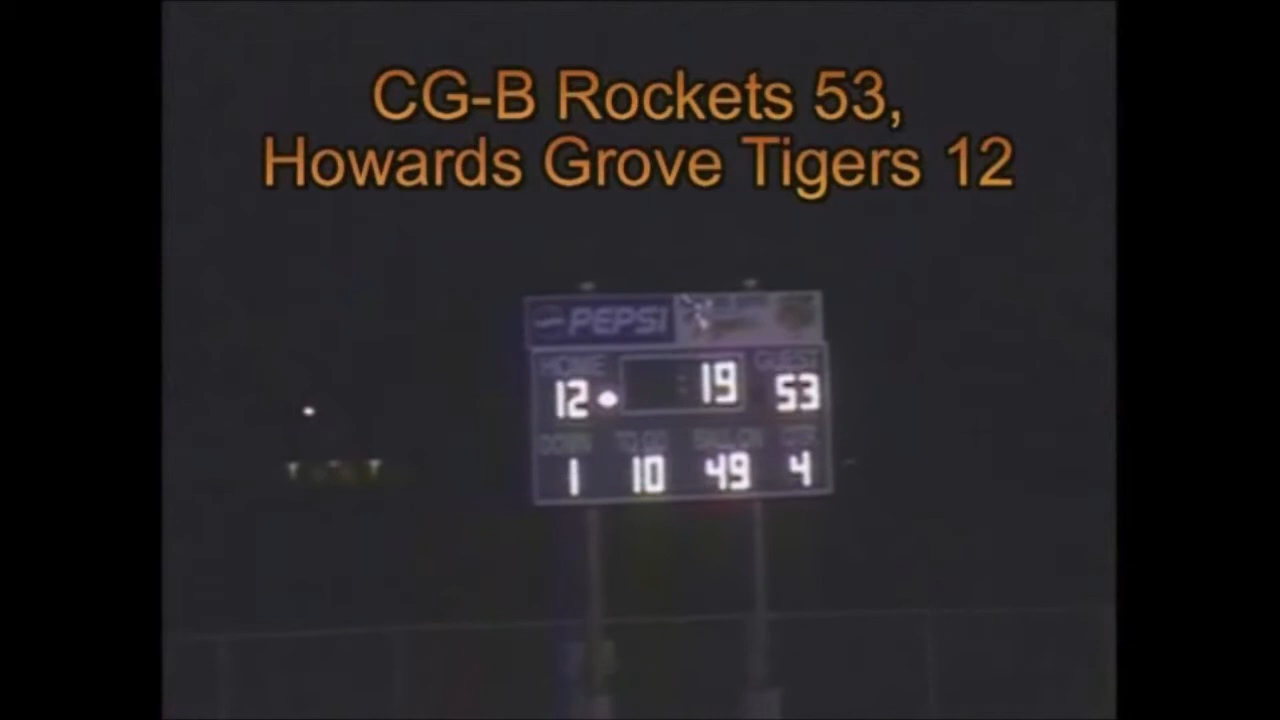 CG-B Rockets 53,
Howards Grove Tigers 12
PEPSI
HOME
GUEST
12
:19
53
DOWN
TO GO
BALL ON
QTR
1
10
49
4